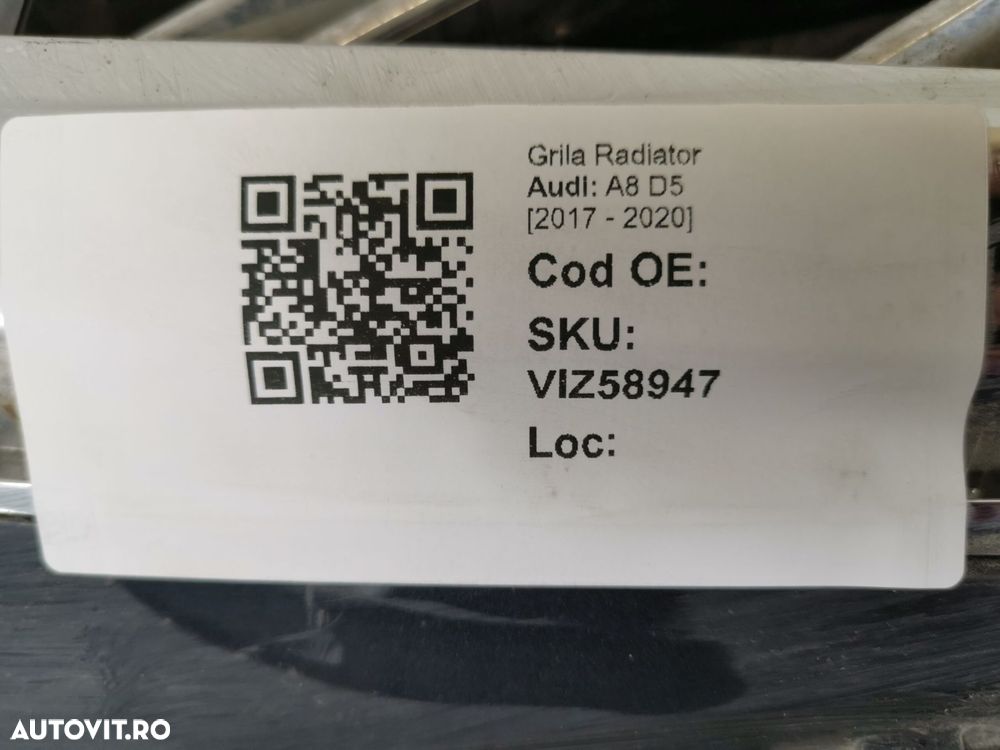 Grila Radiator
Audi: A8 D5
[2017 - 2020]
Cod OE:
SKU:
VIZ58947
Loc:
AUTOVIT.RO